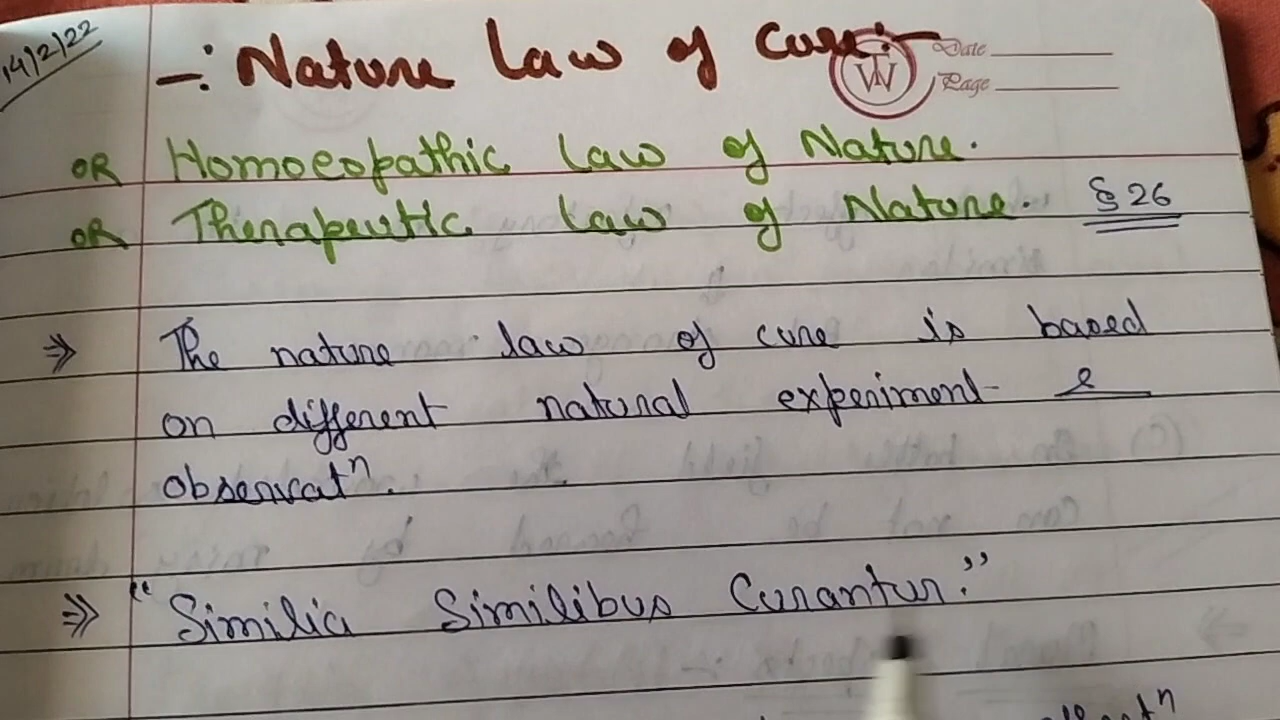 14/2/22
-: Nature law of cure :-
Date
Page
W
OR Homoeopathic law of Nature.
OR Therapeutic law of Nature. § 26
⇒ The nature law of cure is based
on different natural experiment &
observatⁿ.
⇒ "Similia Similibus Curantur."